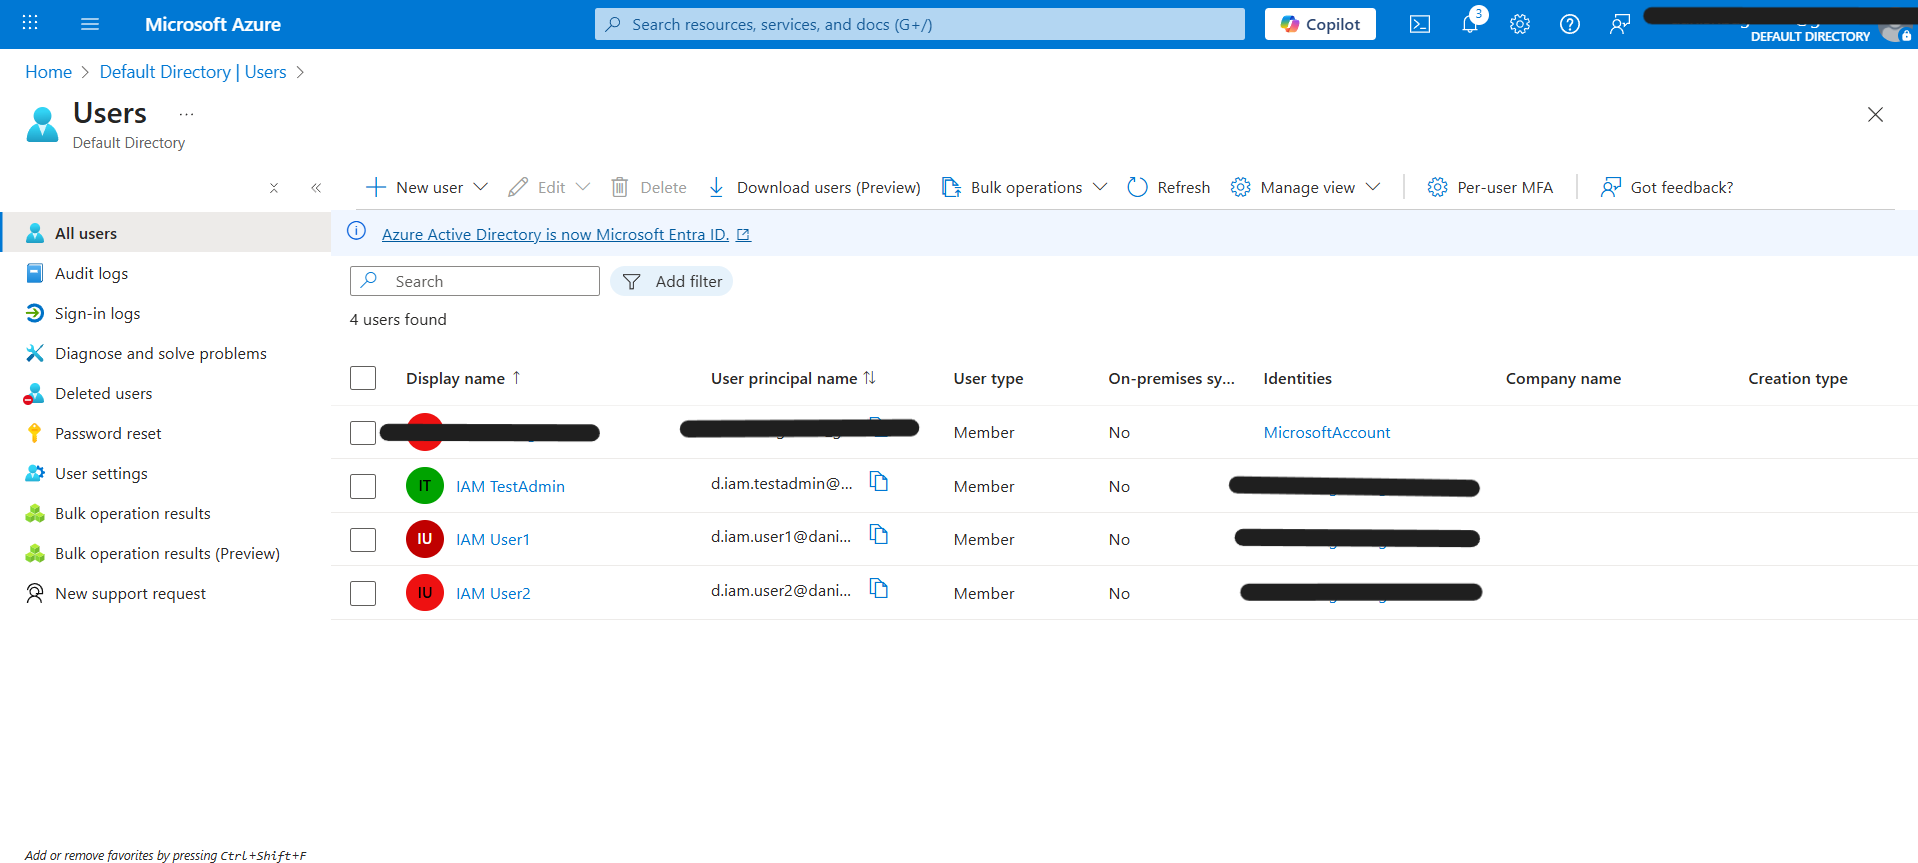 Microsoft Azure
Search resources, services, and docs (G+/)
Copilot
3
DEFAULT DIRECTORY
Home > Default Directory | Users >
Users ...
Default Directory
New user
Edit
Delete
Download users (Preview)
Bulk operations
Refresh
Manage view
Per-user MFA
Got feedback?
All users
Audit logs
Sign-in logs
Diagnose and solve problems
Deleted users
Password reset
User settings
Bulk operation results
Bulk operation results (Preview)
New support request
Azure Active Directory is now Microsoft Entra ID.
Search
Add filter
4 users found
Display name ↑ User principal name ↑↓ User type On-premises sy... Identities Company name Creation type
Member No MicrosoftAccount
IT IAM TestAdmin d.iam.testadmin@... Member No
IU IAM User1 d.iam.user1@dani... Member No
IU IAM User2 d.iam.user2@dani... Member No
Add or remove favorites by pressing Ctrl+Shift+F